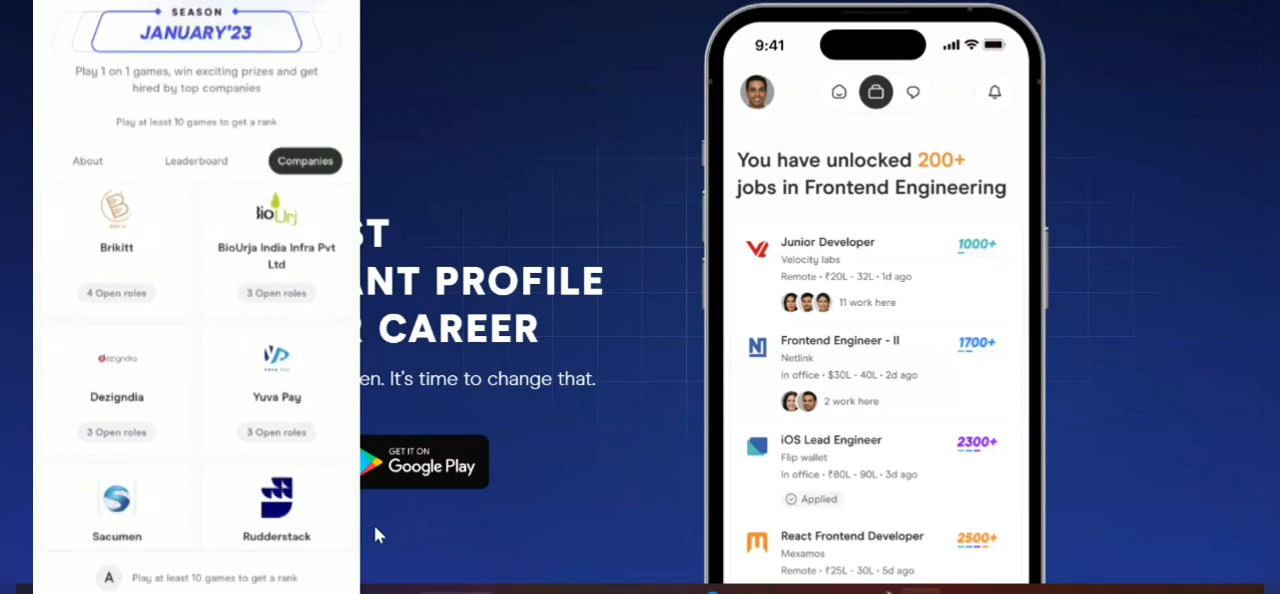 SEASON
JANUARY'23
Play 1 on 1 games, win exciting prizes and get
hired by top companies
Play at least 10 games to get a rank
About
Leaderboard
Companies
Brikitt
4 Open roles
BioUrj
BioUrja India Infra Pvt
Ltd
3 Open roles
dezigndia
Dezigndia
3 Open roles
YUVA PAY
Yuva Pay
3 Open roles
Sacumen
Rudderstack
A
Play at least 10 games to get a rank
ST
ANT PROFILE
R CAREER
en. It's time to change that.
GET IT ON
Google Play
9:41
You have unlocked 200+
jobs in Frontend Engineering
Junior Developer
1000+
Velocity labs
Remote • ₹20L - 32L • 1d ago
11 work here
Frontend Engineer - II
1700+
Netlink
In office • $30L - 40L • 2d ago
2 work here
iOS Lead Engineer
2300+
Flip wallet
In office • ₹80L - 90L • 3d ago
Applied
React Frontend Developer
2500+
Mexamos
Remote • ₹25L - 30L • 5d ago